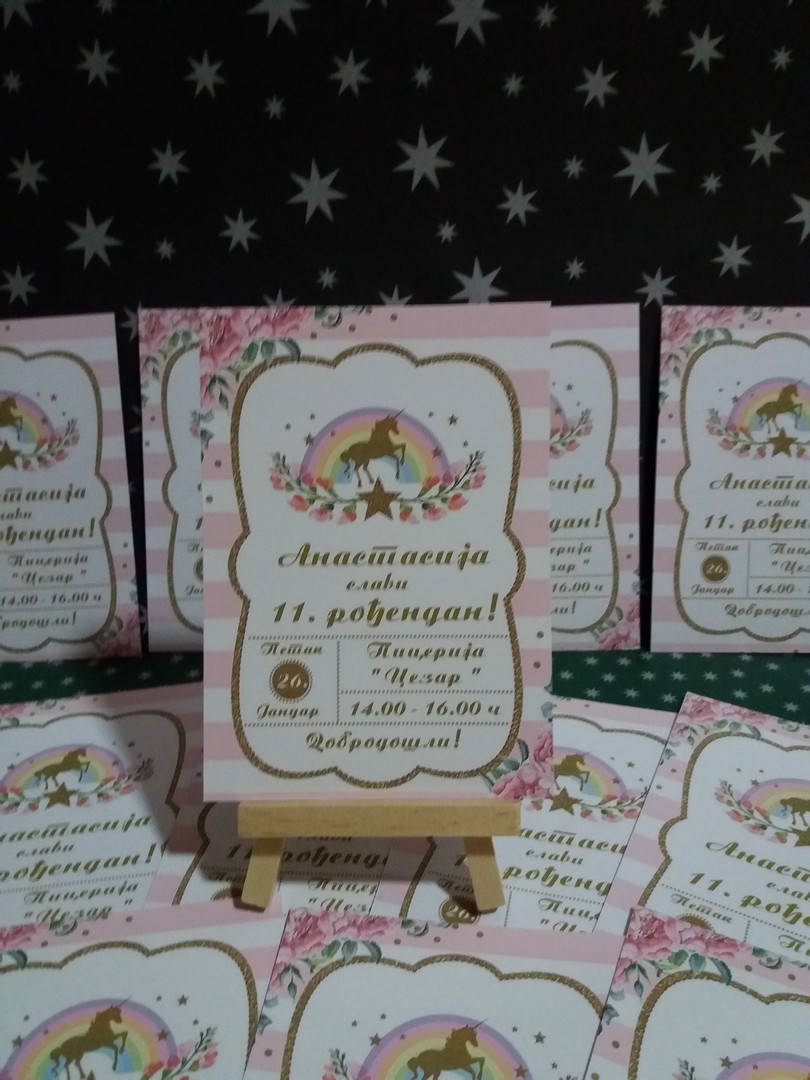 Анастасија
слави
11. рођендан!
Петак
26.
Јануар
Пицерија
"Цезар "
14.00 - 16.00 ч
Добродошли!